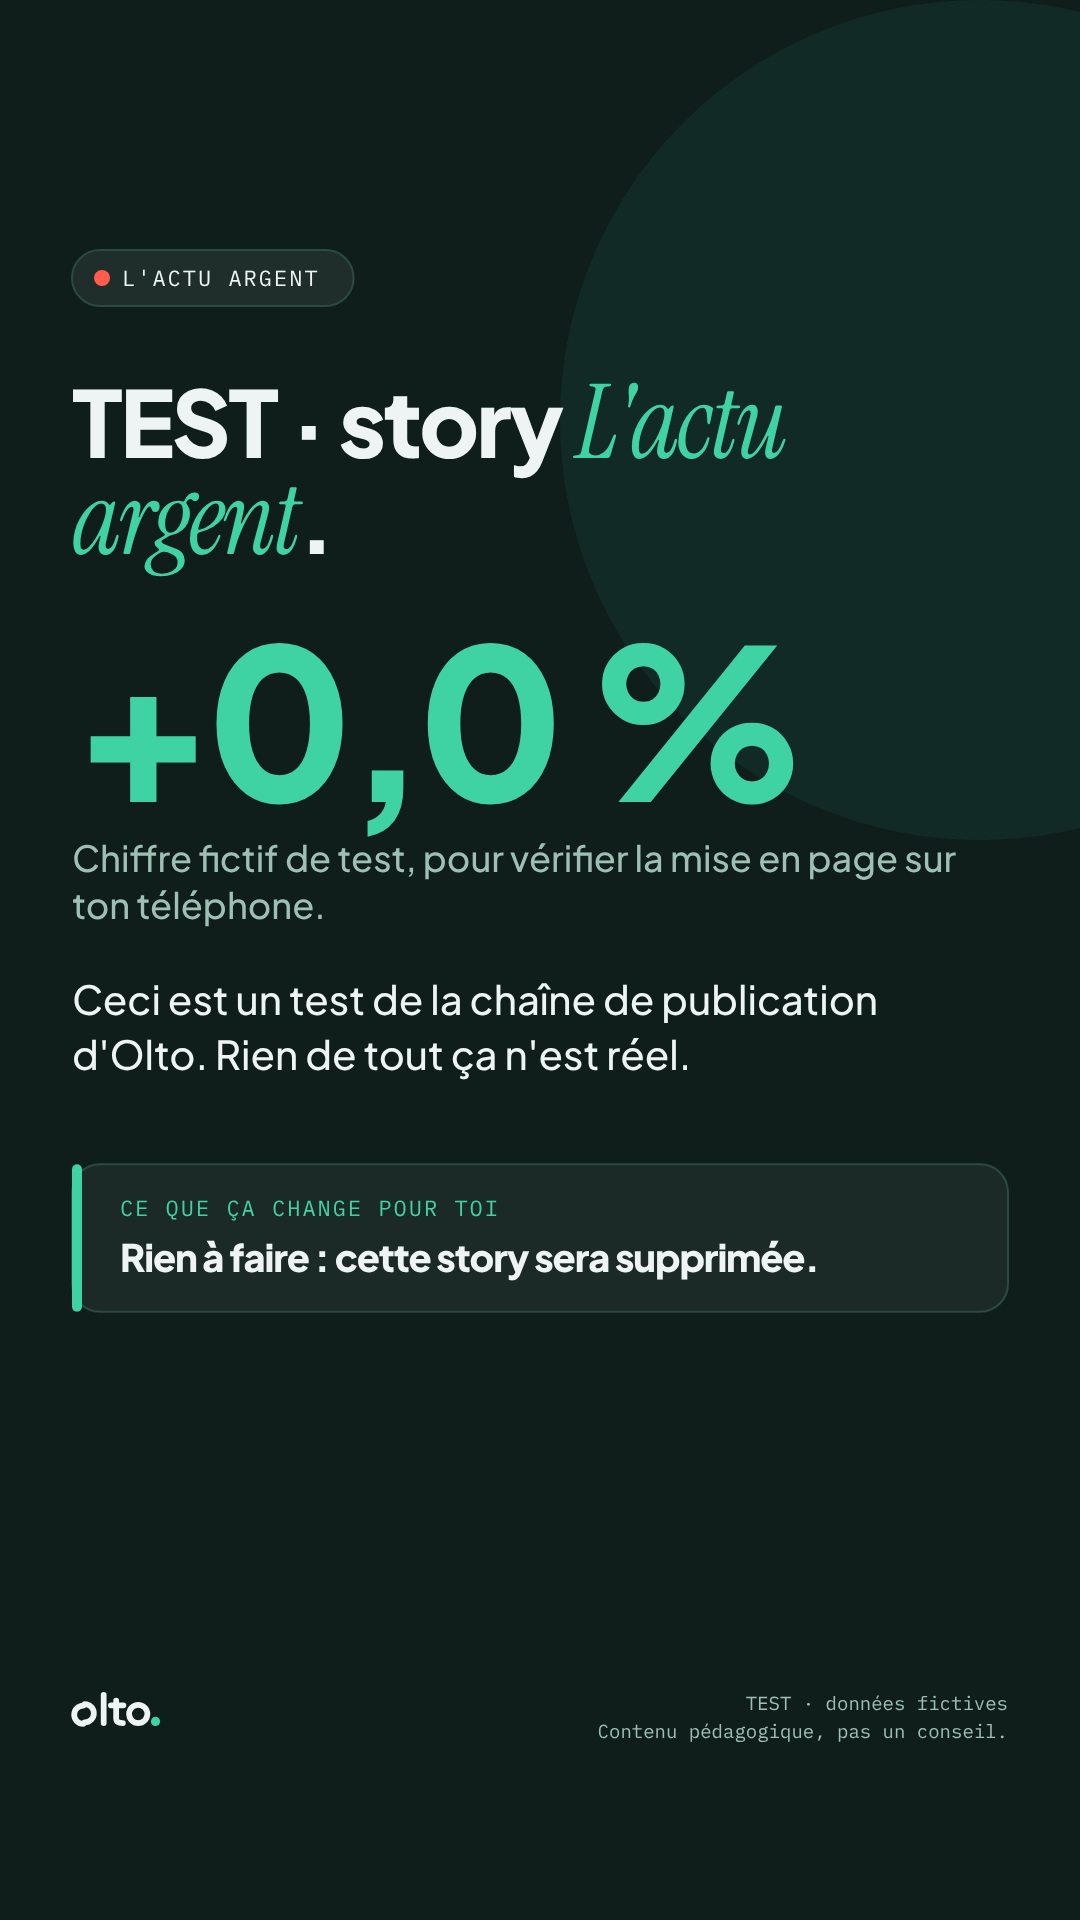 L'ACTU ARGENT
TEST · story L'actu
argent.
+0,0 %
Chiffre fictif de test, pour vérifier la mise en page sur
ton téléphone.
Ceci est un test de la chaîne de publication
d'Olto. Rien de tout ça n'est réel.
CE QUE ÇA CHANGE POUR TOI
Rien à faire : cette story sera supprimée.
olto.
TEST · données fictives
Contenu pédagogique, pas un conseil.